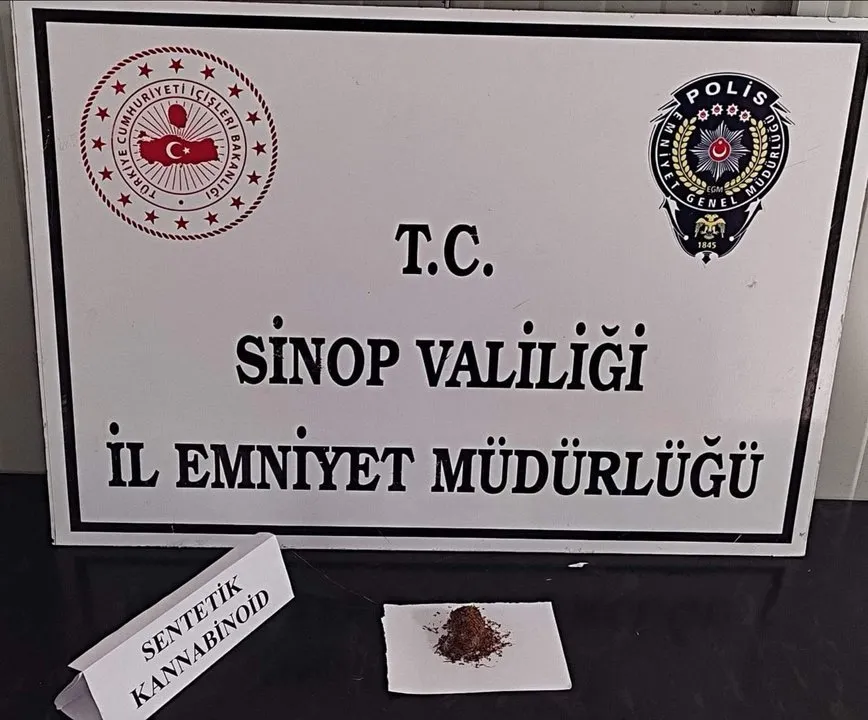 TÜRKİYE CUMHURİYETİ İÇİŞLERİ BAKANLIĞI
POLİS
EMNİYET GENEL MÜDÜRLÜĞÜ
EGM
1845
T.C.
SİNOP VALİLİĞİ
İL EMNİYET MÜDÜRLÜĞÜ
SENTETİK
KANNABİNOİD